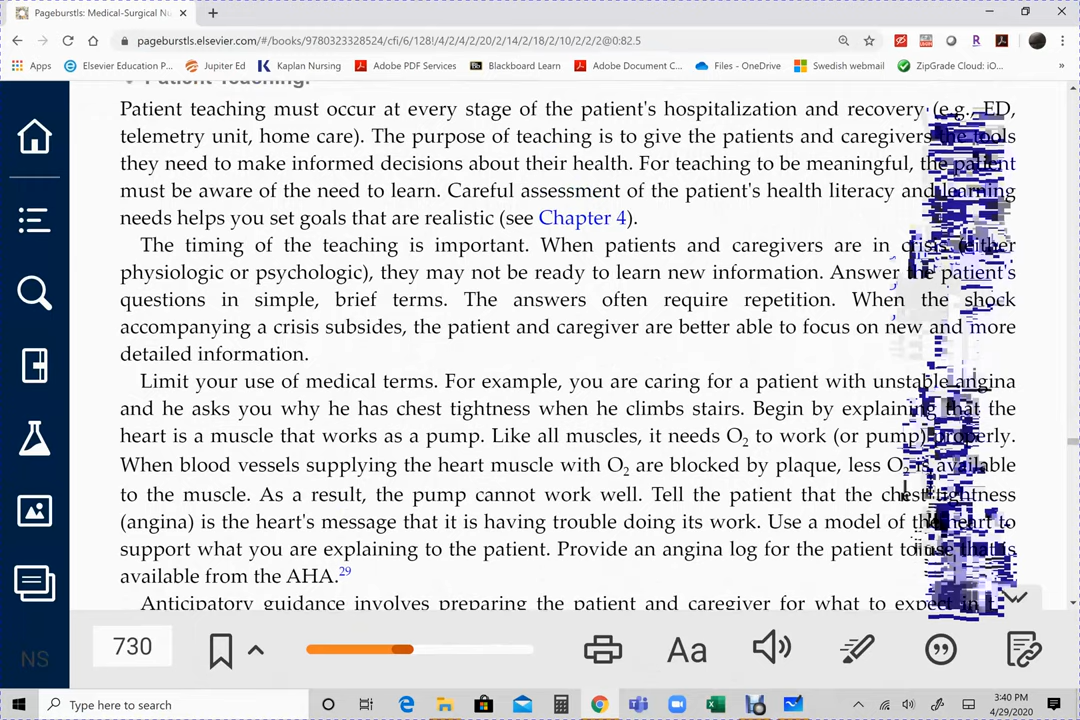 Pageburstls: Medical-Surgical Nu
pageburstls.elsevier.com/#/books/9780323328524/cfi/6/128!/4/2/4/2/20/2/14/2/18/2/10/2/2/2@0:82.5
Apps Elsevier Education P... Jupiter Ed Kaplan Nursing Adobe PDF Services Blackboard Learn Adobe Document C... Files - OneDrive Swedish webmail ZipGrade Cloud: iO...
Patient Teaching.
Patient teaching must occur at every stage of the patient's hospitalization and recovery (e.g., ED,
telemetry unit, home care). The purpose of teaching is to give the patients and caregivers the tools
they need to make informed decisions about their health. For teaching to be meaningful, the patient
must be aware of the need to learn. Careful assessment of the patient's health literacy and learning
needs helps you set goals that are realistic (see Chapter 4).
The timing of the teaching is important. When patients and caregivers are in crisis (either
physiologic or psychologic), they may not be ready to learn new information. Answer the patient's
questions in simple, brief terms. The answers often require repetition. When the shock
accompanying a crisis subsides, the patient and caregiver are better able to focus on new and more
detailed information.
Limit your use of medical terms. For example, you are caring for a patient with unstable angina
and he asks you why he has chest tightness when he climbs stairs. Begin by explaining that the
heart is a muscle that works as a pump. Like all muscles, it needs O2 to work (or pump) properly.
When blood vessels supplying the heart muscle with O2 are blocked by plaque, less O2 is available
to the muscle. As a result, the pump cannot work well. Tell the patient that the chest tightness
(angina) is the heart's message that it is having trouble doing its work. Use a model of the heart to
support what you are explaining to the patient. Provide an angina log for the patient to use that is
available from the AHA.29
Anticipatory guidance involves preparing the patient and caregiver for what to expect in
NS
730
Aa
Type here to search
3:40 PM
4/29/2020